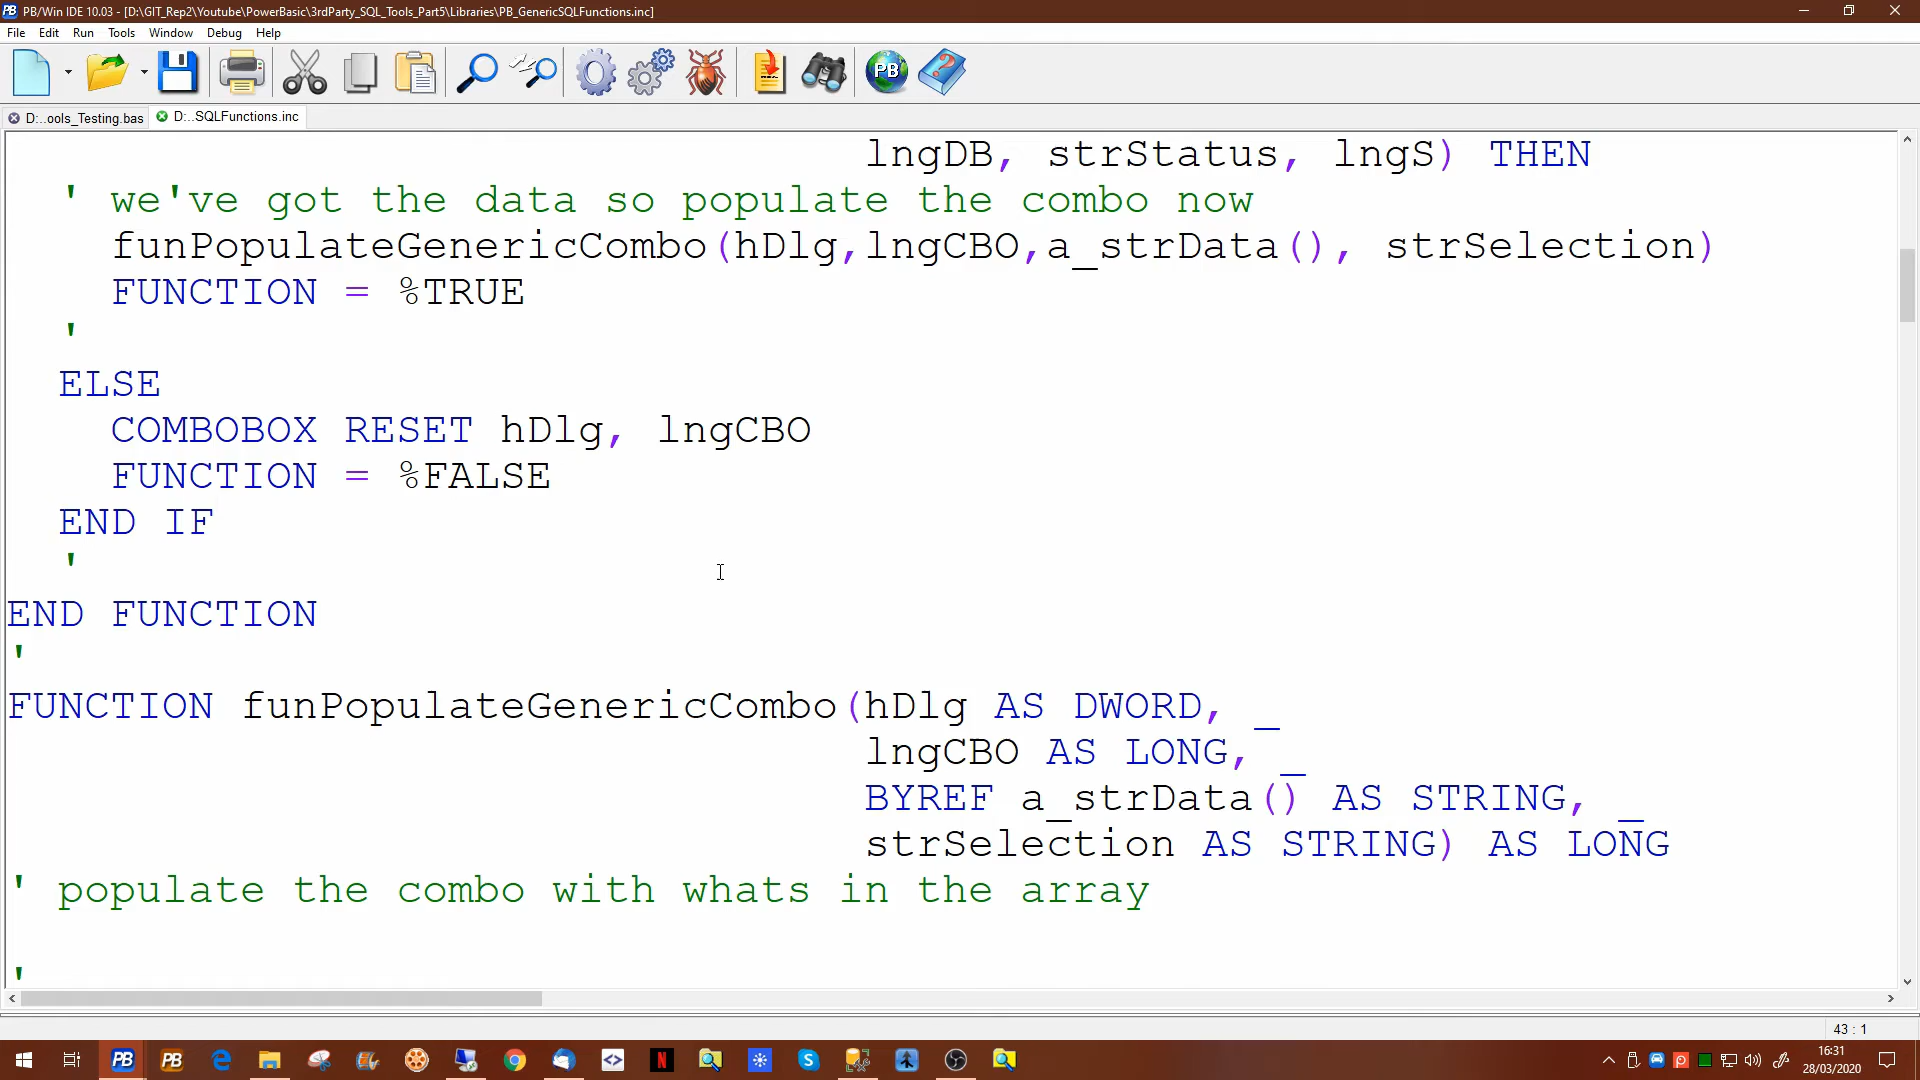 PB/Win IDE 10.03 - [D:\GIT_Rep2\Youtube\PowerBasic\3rdParty_SQL_Tools_Part5\Libraries\PB_GenericSQLFunctions.inc]
File Edit Run Tools Window Debug Help
D:..ools_Testing.bas D:..SQLFunctions.inc
lngDB, strStatus, lngS) THEN
' we've got the data so populate the combo now
funPopulateGenericCombo(hDlg,lngCBO,a_strData(), strSelection)
FUNCTION = %TRUE
'
ELSE
COMBOBOX RESET hDlg, lngCBO
FUNCTION = %FALSE
END IF
'
END FUNCTION
'
FUNCTION funPopulateGenericCombo(hDlg AS DWORD, _
lngCBO AS LONG, _
BYREF a_strData() AS STRING, _
strSelection AS STRING) AS LONG
' populate the combo with whats in the array
'
43 : 1
16:31
28/03/2020